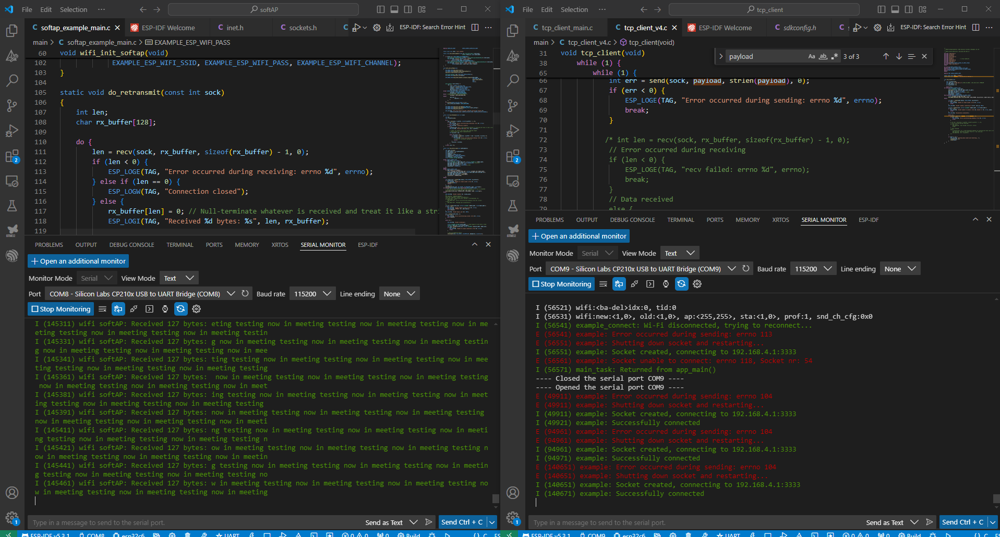 File Edit Selection ··· softAP
softap_example_main.c ESP-IDF Welcome inet.h sockets.h ESP-IDF: Search Error Hint
main > softap_example_main.c > EXAMPLE_ESP_WIFI_PASS
60 void wifi_init_softap(void)
102 EXAMPLE_ESP_WIFI_SSID, EXAMPLE_ESP_WIFI_PASS, EXAMPLE_ESP_WIFI_CHANNEL);
103 }
104
105 static void do_retransmit(const int sock)
106 {
107 int len;
108 char rx_buffer[128];
109
110 do {
111 len = recv(sock, rx_buffer, sizeof(rx_buffer) - 1, 0);
112 if (len < 0) {
113 ESP_LOGE(TAG, "Error occurred during receiving: errno %d", errno);
114 } else if (len == 0) {
115 ESP_LOGW(TAG, "Connection closed");
116 } else {
117 rx_buffer[len] = 0; // Null-terminate whatever is received and treat it like a stri
118 ESP_LOGI(TAG, "Received %d bytes: %s", len, rx_buffer);
119
PROBLEMS OUTPUT DEBUG CONSOLE TERMINAL PORTS MEMORY XRTOS SERIAL MONITOR ESP-IDF
+ Open an additional monitor
Monitor Mode Serial View Mode Text
Port COM8 - Silicon Labs CP210x USB to UART Bridge (COM8) Baud rate 115200 Line ending None
Stop Monitoring
I (145311) wifi softAP: Received 127 bytes: eting testing now in meeting testing now in meeting testing now in me
eting testing now in meeting testing now in meeting testin
I (145331) wifi softAP: Received 127 bytes: g now in meeting testing now in meeting testing now in meeting testin
g now in meeting testing now in meeting testing now in mee
I (145341) wifi softAP: Received 127 bytes: ting testing now in meeting testing now in meeting testing now in mee
ting testing now in meeting testing now in meeting testing
I (145361) wifi softAP: Received 127 bytes:  now in meeting testing now in meeting testing now in meeting testing
 now in meeting testing now in meeting testing now in meet
I (145381) wifi softAP: Received 127 bytes: ing testing now in meeting testing now in meeting testing now in meet
ing testing now in meeting testing now in meeting testing
I (145391) wifi softAP: Received 127 bytes: now in meeting testing now in meeting testing now in meeting testing
now in meeting testing now in meeting testing now in meeti
I (145411) wifi softAP: Received 127 bytes: ng testing now in meeting testing now in meeting testing now in meeti
ng testing now in meeting testing now in meeting testing n
I (145421) wifi softAP: Received 127 bytes: ow in meeting testing now in meeting testing now in meeting testing n
ow in meeting testing now in meeting testing now in meetin
I (145441) wifi softAP: Received 127 bytes: g testing now in meeting testing now in meeting testing now in meetin
g testing now in meeting testing now in meeting testing no
I (145461) wifi softAP: Received 127 bytes: w in meeting testing now in meeting testing now in meeting testing no
w in meeting testing now in meeting testing now in meeting
Type in a message to send to the serial port. Send as Text Send Ctrl + C
ESP-IDF v5.3.1 COM8 esp32c6 UART Build
File Edit Selection ··· tcp_client
tcp_client_main.c tcp_client_v4.c ESP-IDF Welcome sdkconfig.h ESP-IDF: Search Error Hint
main > tcp_client_v4.c > tcp_client(void)
payload Aa ab .* 3 of 3
31 void tcp_client(void)
38 while (1) {
65 while (1) {
66 int err = send(sock, payload, strlen(payload), 0);
67 if (err < 0) {
68 ESP_LOGE(TAG, "Error occurred during sending: errno %d", errno);
69 break;
70 }
71
72 /* int len = recv(sock, rx_buffer, sizeof(rx_buffer) - 1, 0);
73 // Error occurred during receiving
74 if (len < 0) {
75 ESP_LOGE(TAG, "recv failed: errno %d", errno);
76 break;
77 }
78 // Data received
79 else {
PROBLEMS OUTPUT DEBUG CONSOLE TERMINAL PORTS MEMORY XRTOS SERIAL MONITOR ESP-IDF
+ Open an additional monitor
Monitor Mode Serial View Mode Text
Port COM9 - Silicon Labs CP210x USB to UART Bridge (COM9) Baud rate 115200 Line ending None
Stop Monitoring
I (56521) wifi:<ba-del>idx:0, tid:0
I (56531) wifi:new:<1,0>, old:<1,0>, ap:<255,255>, sta:<1,0>, prof:1, snd_ch_cfg:0x0
I (56541) example_connect: Wi-Fi disconnected, trying to reconnect...
E (56541) example: Error occurred during sending: errno 113
E (56551) example: Shutting down socket and restarting...
I (56551) example: Socket created, connecting to 192.168.4.1:3333
E (56561) example: Socket unable to connect: errno 118, Socket nr: 54
I (56571) main_task: Returned from app_main()
---- Closed the serial port COM9 ----
---- Opened the serial port COM9 ----
E (49911) example: Error occurred during sending: errno 104
E (49911) example: Shutting down socket and restarting...
I (49911) example: Socket created, connecting to 192.168.4.1:3333
I (49921) example: Successfully connected
E (94961) example: Error occurred during sending: errno 104
E (94961) example: Shutting down socket and restarting...
I (94961) example: Socket created, connecting to 192.168.4.1:3333
I (94971) example: Successfully connected
E (140651) example: Error occurred during sending: errno 104
E (140651) example: Shutting down socket and restarting...
I (140651) example: Socket created, connecting to 192.168.4.1:3333
I (140671) example: Successfully connected
Type in a message to send to the serial port. Send as Text Send Ctrl + C
ESP-IDF v5.3.1 COM9 esp32c6 UART Build